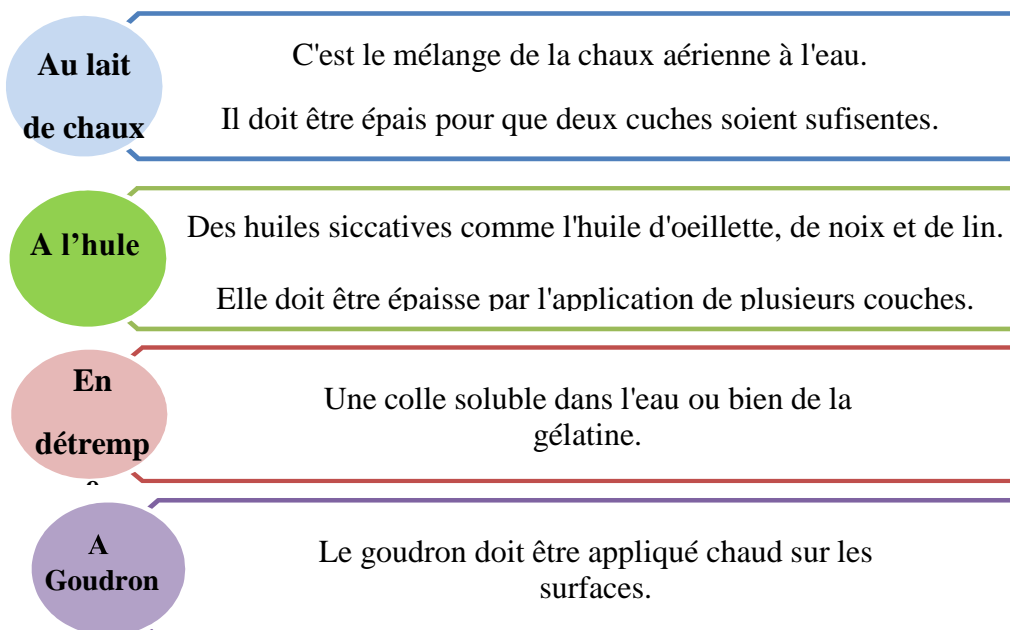 Au lait
de chaux
C'est le mélange de la chaux aérienne à l'eau.
Il doit être épais pour que deux cuches soient sufisentes.
A l'hule
Des huiles siccatives comme l'huile d'oeillette, de noix et de lin.
Elle doit être épaisse par l'application de plusieurs couches.
En
détremp
Une colle soluble dans l'eau ou bien de la
gélatine.
A
Goudron
Le goudron doit être appliqué chaud sur les
surfaces.